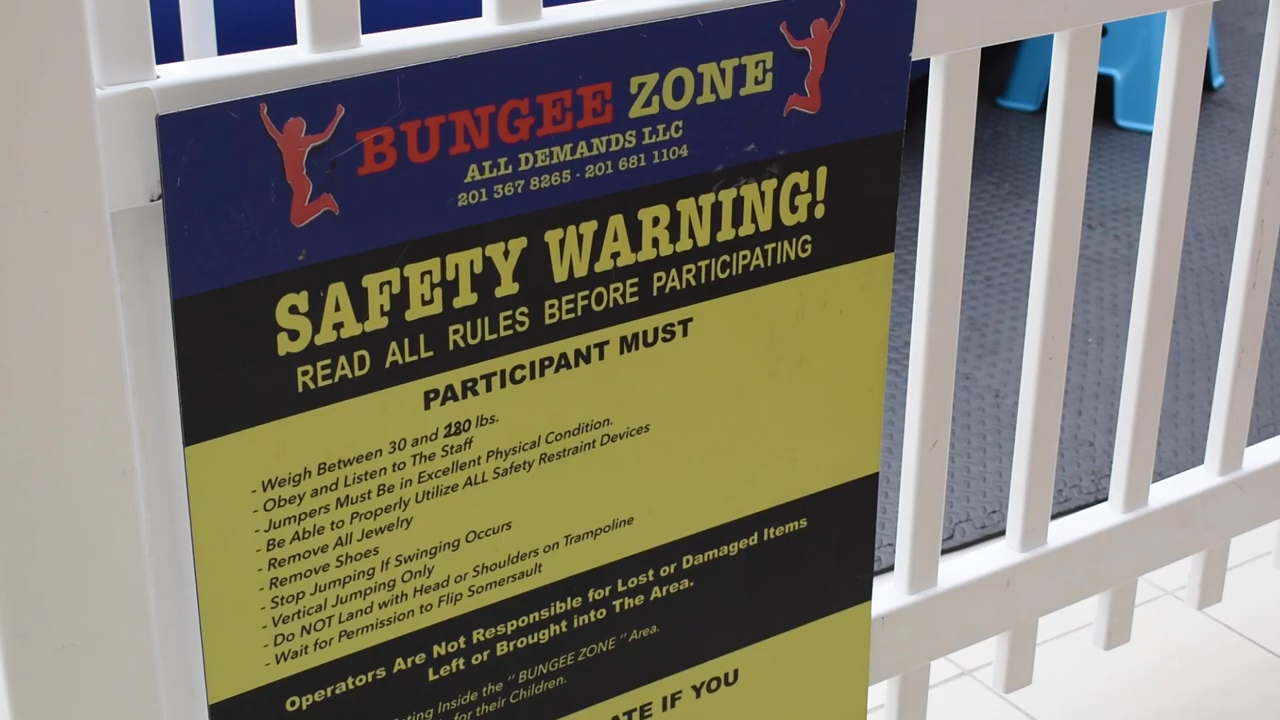 BUNGEE ZONE
ALL DEMANDS LLC
201 367 8265 - 201 681 1104
SAFETY WARNING!
READ ALL RULES BEFORE PARTICIPATING
PARTICIPANT MUST
- Weigh Between 30 and 280 lbs.
- Obey and Listen to The Staff
- Jumpers Must Be in Excellent Physical Condition.
- Be Able to Properly Utilize ALL Safety Restraint Devices
- Remove All Jewelry
- Remove Shoes
- Stop Jumping If Swinging Occurs
- Vertical Jumping Only
- Do NOT Land with Head or Shoulders on Trampoline
- Wait for Permission to Flip Somersault
Operators Are Not Responsible for Lost or Damaged Items
Left or Brought into The Area.
Inside the " BUNGEE ZONE " Area.
for their Children.
IF YOU